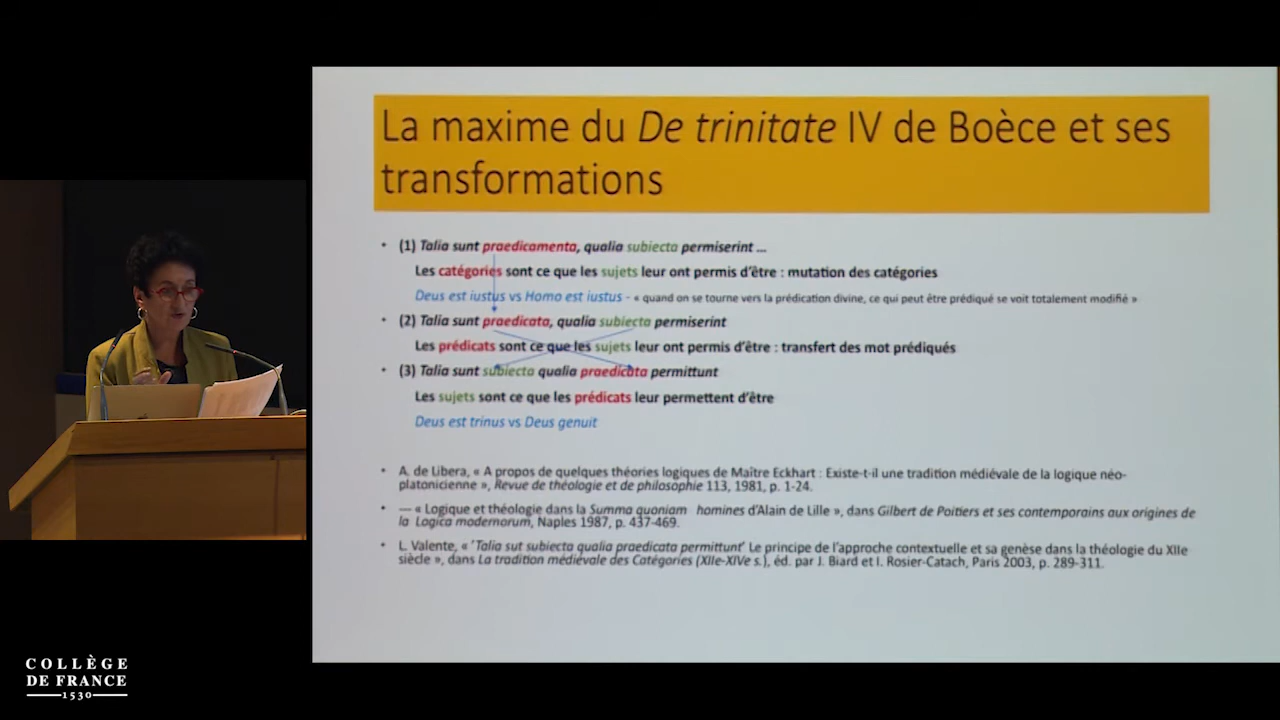 La maxime du De trinitate IV de Boèce et ses
transformations
• (1) Talia sunt praedicamenta, qualia subiecta permiserint ...
Les catégories sont ce que les sujets leur ont permis d'être : mutation des catégories
Deus est iustus vs Homo est iustus - « quand on se tourne vers la prédication divine, ce qui peut être prédiqué se voit totalement modifié »
• (2) Talia sunt praedicata, qualia subiecta permiserint
Les prédicats sont ce que les sujets leur ont permis d'être : transfert des mot prédiqués
• (3) Talia sunt subiecta qualia praedicata permittunt
Les sujets sont ce que les prédicats leur permettent d'être
Deus est trinus vs Deus genuit
• A. de Libera, « A propos de quelques théories logiques de Maître Eckhart : Existe-t-il une tradition médiévale de la logique néo-
platonicienne », Revue de théologie et de philosophie 113, 1981, p. 1-24.
• --- « Logique et théologie dans la Summa quoniam homines d'Alain de Lille », dans Gilbert de Poitiers et ses contemporains aux origines de
la Logica modernorum, Naples 1987, p. 437-469.
• L. Valente, « 'Talia sut subiecta qualia praedicata permittunt' Le principe de l'approche contextuelle et sa genèse dans la théologie du XIIe
siècle », dans La tradition médiévale des Catégories (XIIe-XIVe s.), éd. par J. Biard et I. Rosier-Catach, Paris 2003, p. 289-311.
COLLÈGE
DE FRANCE
1530